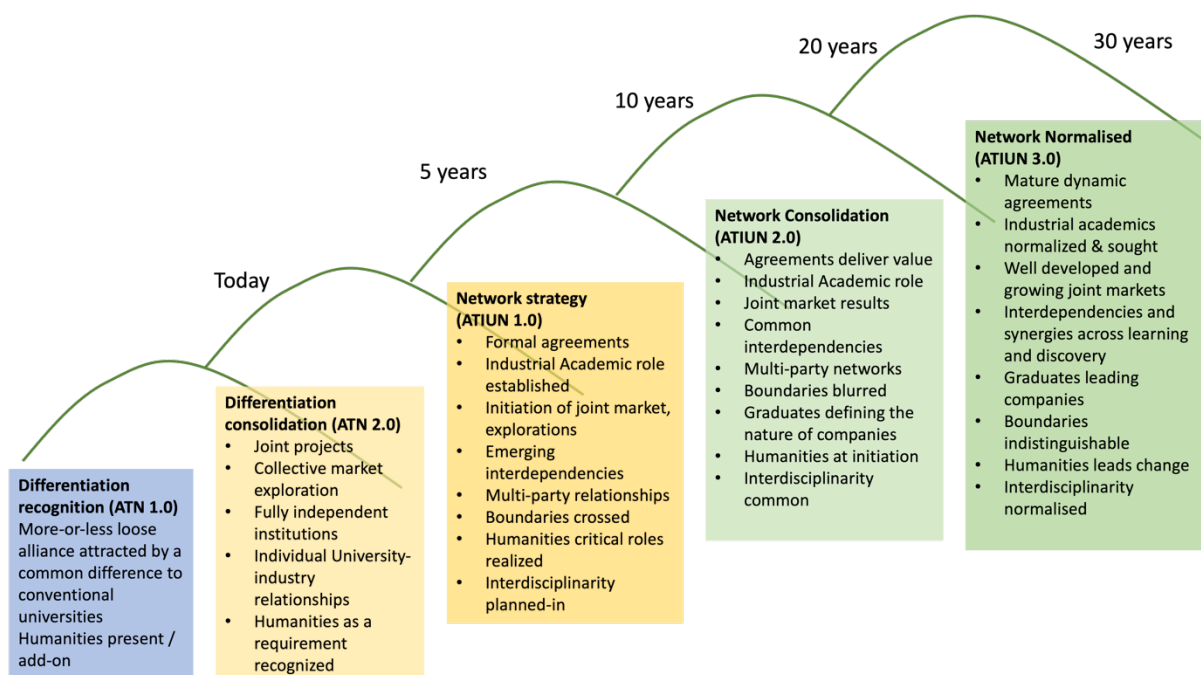 Differentiation
recognition (ATN 1.0)
More-or-less loose
alliance attracted by a
common difference to
conventional
universities
Humanities present /
add-on
Today
Differentiation
consolidation (ATN 2.0)
• Joint projects
• Collective market
exploration
• Fully independent
institutions
• Individual University-
industry
relationships
• Humanities as a
requirement
recognized
5 years
Network strategy
(ATIUN 1.0)
• Formal agreements
• Industrial Academic role
established
• Initiation of joint market,
explorations
• Emerging
interdependencies
• Multi-party relationships
• Boundaries crossed
• Humanities critical roles
realized
• Interdisciplinarity
planned-in
10 years
Network Consolidation
(ATIUN 2.0)
• Agreements deliver value
• Industrial Academic role
• Joint market results
• Common
interdependencies
• Multi-party networks
• Boundaries blurred
• Graduates defining the
nature of companies
• Humanities at initiation
• Interdisciplinarity
common
20 years
30 years
Network Normalised
(ATIUN 3.0)
• Mature dynamic
agreements
• Industrial academics
normalized & sought
• Well developed and
growing joint markets
• Interdependencies and
synergies across learning
and discovery
• Graduates leading
companies
• Boundaries
indistinguishable
• Humanities leads change
• Interdisciplinarity
normalised